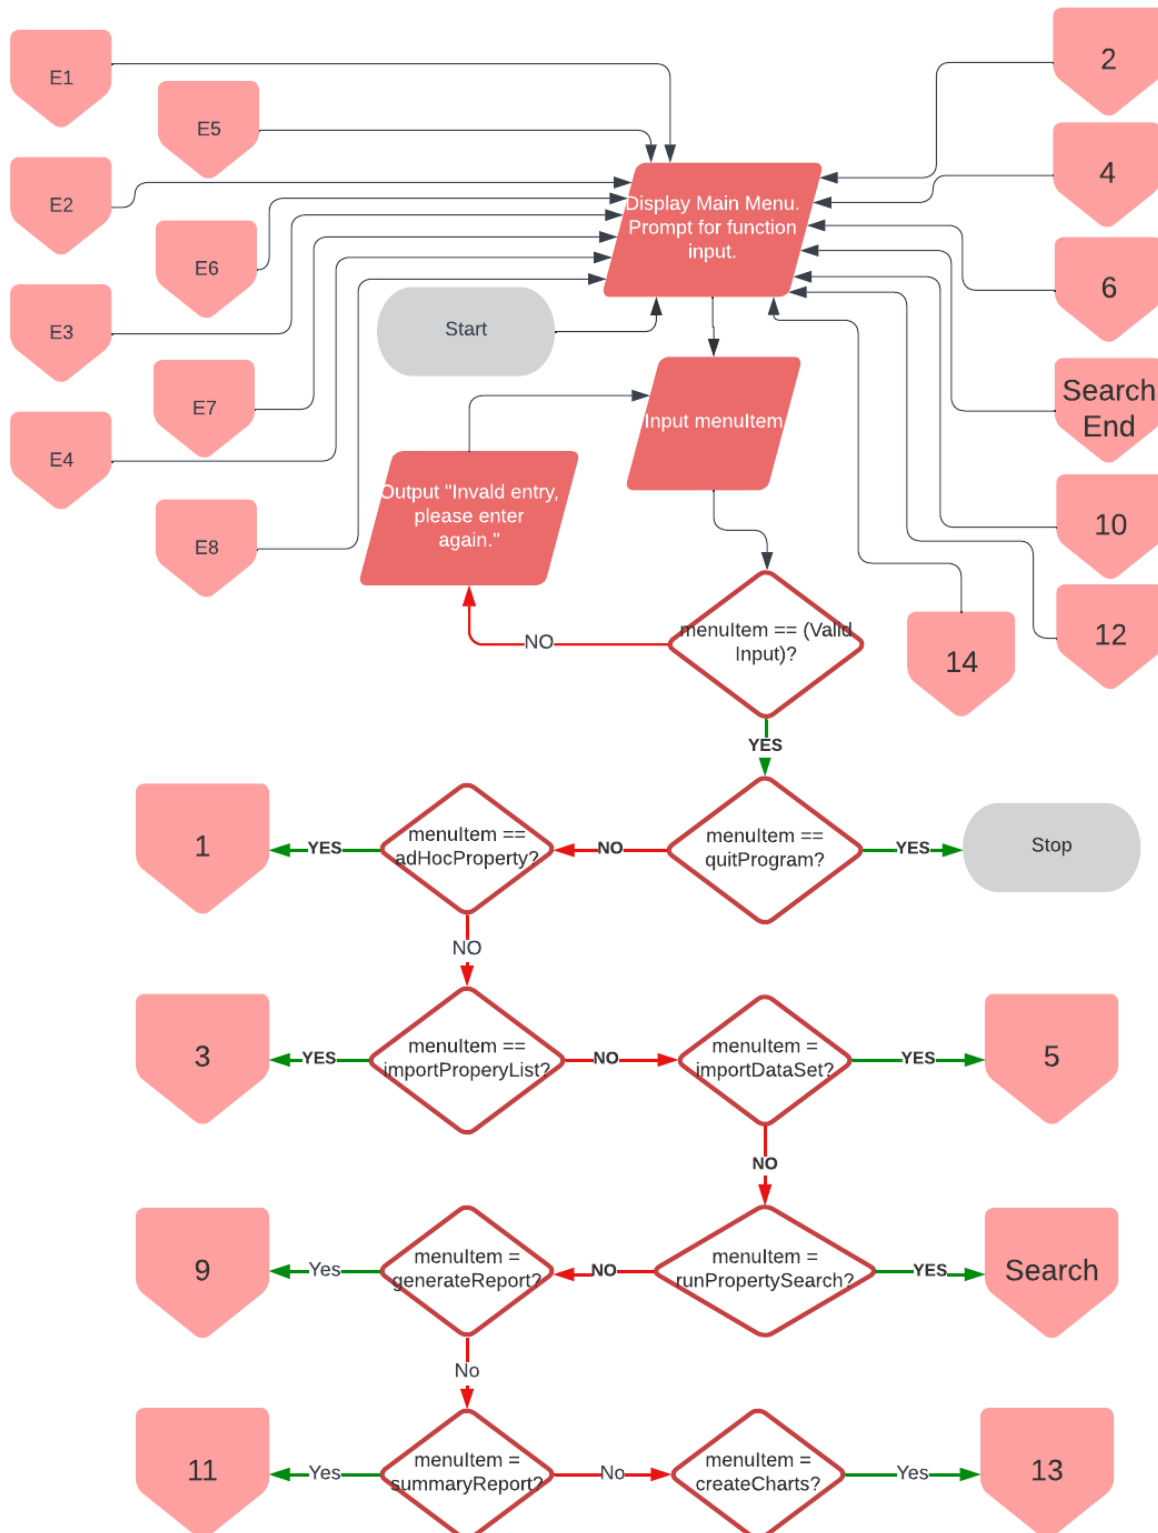 E1
2
E5
4
E2
Display Main Menu.
Prompt for function
input.
E6
6
E3
Start
Search
End
E7
Input menuItem
E4
Output "Invald entry,
please enter
again."
10
E8
menuItem == (Valid
Input)?
NO
14
12
YES
1
YES
menuItem ==
adHocProperty?
NO
menuItem ==
quitProgram?
YES
Stop
NO
3
YES
menuItem ==
importProperyList?
NO
menuItem =
importDataSet?
YES
5
NO
9
Yes
menuItem =
generateReport?
NO
menuItem =
runPropertySearch?
YES
Search
No
11
Yes
menuItem =
summaryReport?
No
menuItem =
createCharts?
Yes
13